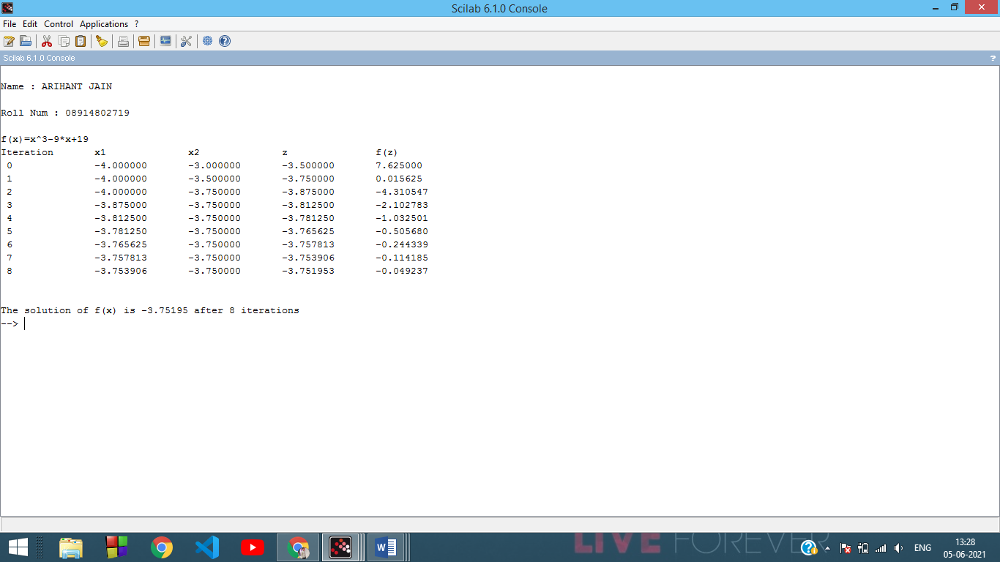 Scilab 6.1.0 Console
File Edit Control Applications ?
Scilab 6.1.0 Console ?
Name : ARIHANT JAIN
Roll Num : 08914802719
f(x)=x^3-9*x+19
Iteration x1 x2 z f(z)
0 -4.000000 -3.000000 -3.500000 7.625000
1 -4.000000 -3.500000 -3.750000 0.015625
2 -4.000000 -3.750000 -3.875000 -4.310547
3 -3.875000 -3.750000 -3.812500 -2.102783
4 -3.812500 -3.750000 -3.781250 -1.032501
5 -3.781250 -3.750000 -3.765625 -0.505680
6 -3.765625 -3.750000 -3.757813 -0.244339
7 -3.757813 -3.750000 -3.753906 -0.114185
8 -3.753906 -3.750000 -3.751953 -0.049237
The solution of f(x) is -3.75195 after 8 iterations
-->
LIVE FOREVER
ENG
13:28
05-06-2021